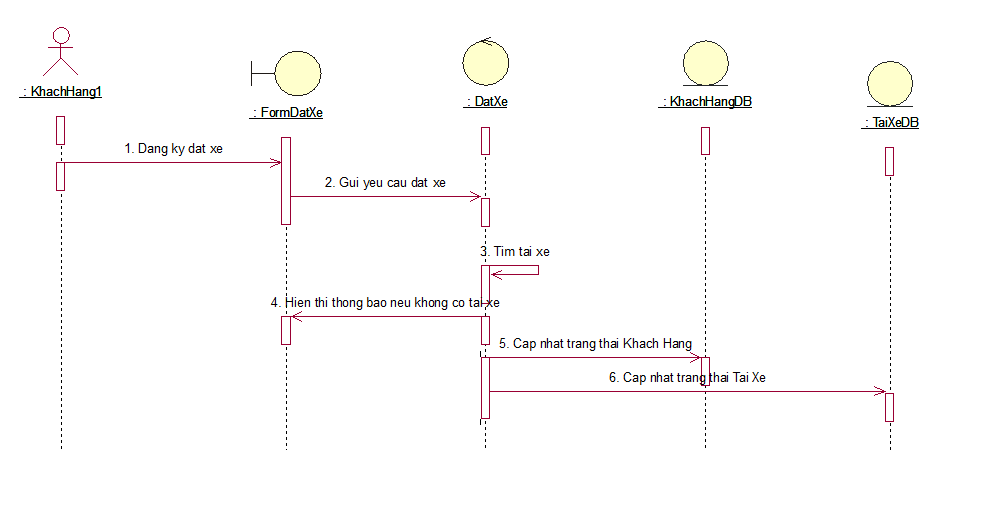 : KhachHang1
: FormDatXe
: DatXe
: KhachHangDB
: TaiXeDB
1. Dang ky dat xe
2. Gui yeu cau dat xe
3. Tim tai xe
4. Hien thi thong bao neu khong co tai xe
5. Cap nhat trang thai Khach Hang
6. Cap nhat trang thai Tai Xe